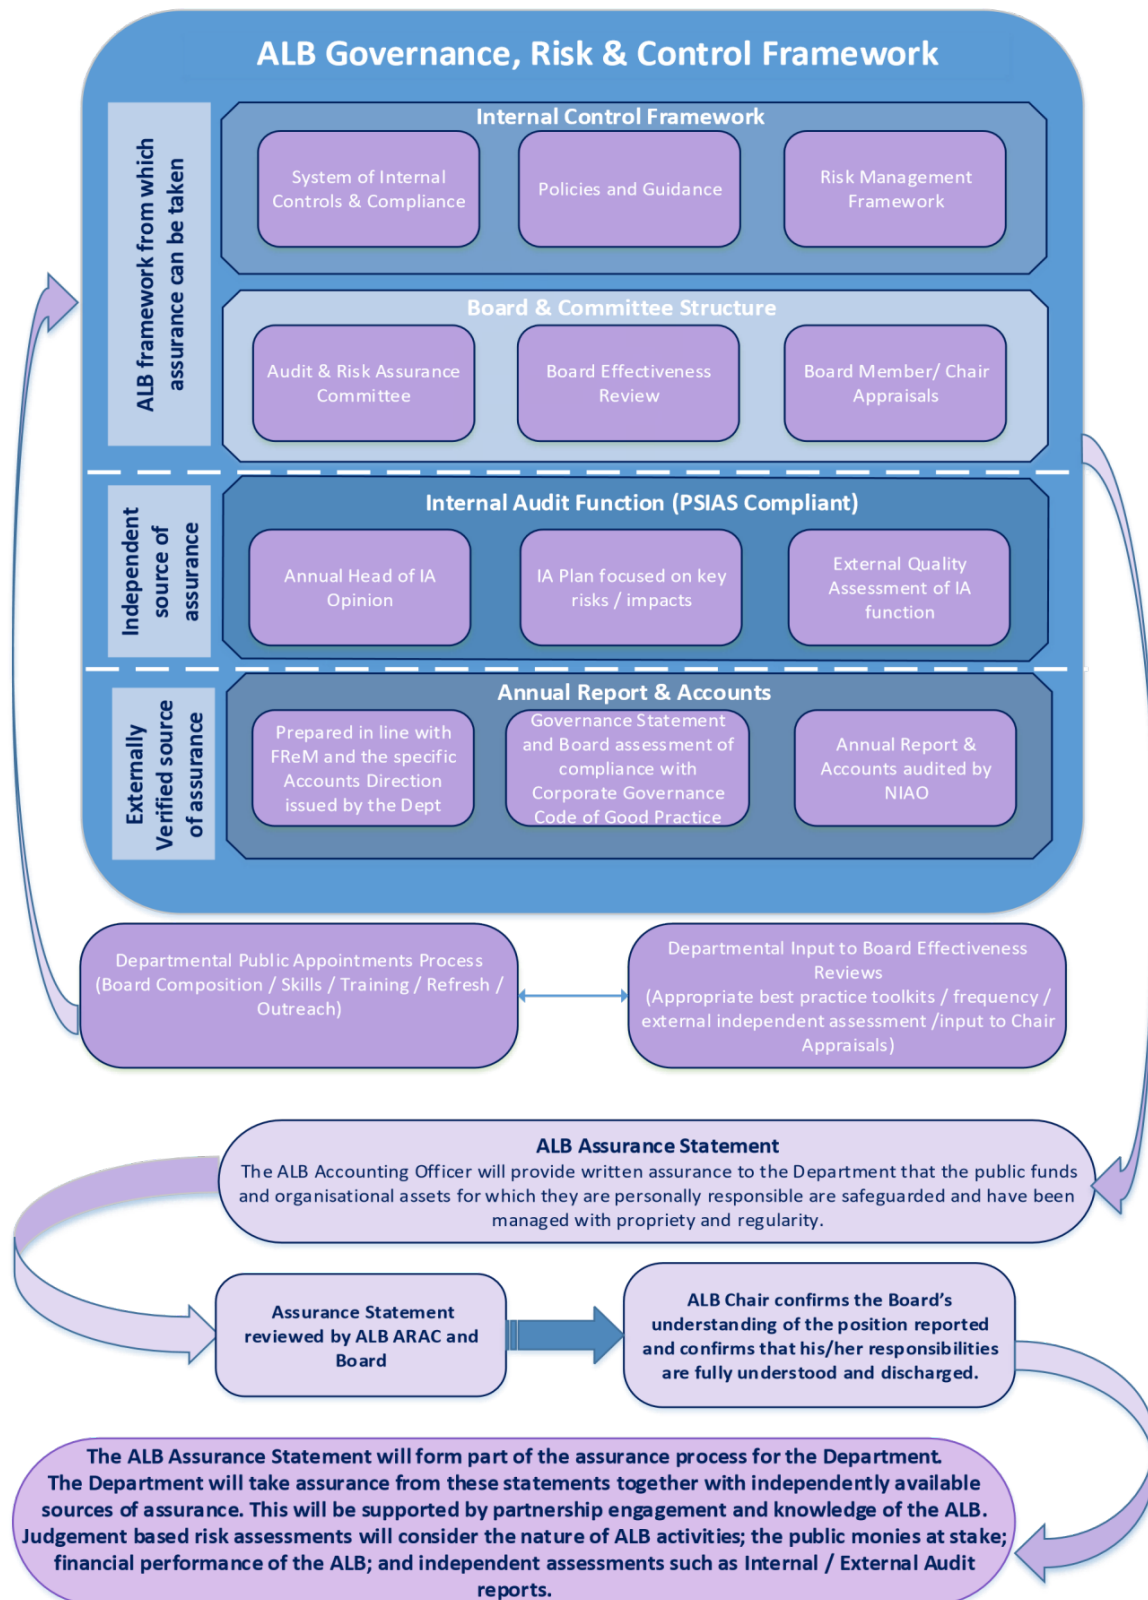 ALB Governance, Risk & Control Framework
ALB framework from which
assurance can be taken
Internal Control Framework
System of Internal
Controls & Compliance
Policies and Guidance
Risk Management
Framework
Board & Committee Structure
Audit & Risk Assurance
Committee
Board Effectiveness
Review
Board Member/ Chair
Appraisals
Independent
source of
assurance
Internal Audit Function (PSIAS Compliant)
Annual Head of IA
Opinion
IA Plan focused on key
risks / impacts
External Quality
Assessment of IA
function
Externally
Verified source
of assurance
Annual Report & Accounts
Prepared in line with
FReM and the specific
Accounts Direction
issued by the Dept
Governance Statement
and Board assessment of
compliance with
Corporate Governance
Code of Good Practice
Annual Report &
Accounts audited by
NIAO
Departmental Public Appointments Process
(Board Composition / Skills / Training / Refresh /
Outreach)
Departmental Input to Board Effectiveness
Reviews
(Appropriate best practice toolkits / frequency /
external independent assessment /input to Chair
Appraisals)
ALB Assurance Statement
The ALB Accounting Officer will provide written assurance to the Department that the public funds
and organisational assets for which they are personally responsible are safeguarded and have been
managed with propriety and regularity.
Assurance Statement
reviewed by ALB ARAC and
Board
ALB Chair confirms the Board's
understanding of the position reported
and confirms that his/her responsibilities
are fully understood and discharged.
The ALB Assurance Statement will form part of the assurance process for the Department.
The Department will take assurance from these statements together with independently available
sources of assurance. This will be supported by partnership engagement and knowledge of the ALB.
Judgement based risk assessments will consider the nature of ALB activities; the public monies at stake;
financial performance of the ALB; and independent assessments such as Internal / External Audit
reports.